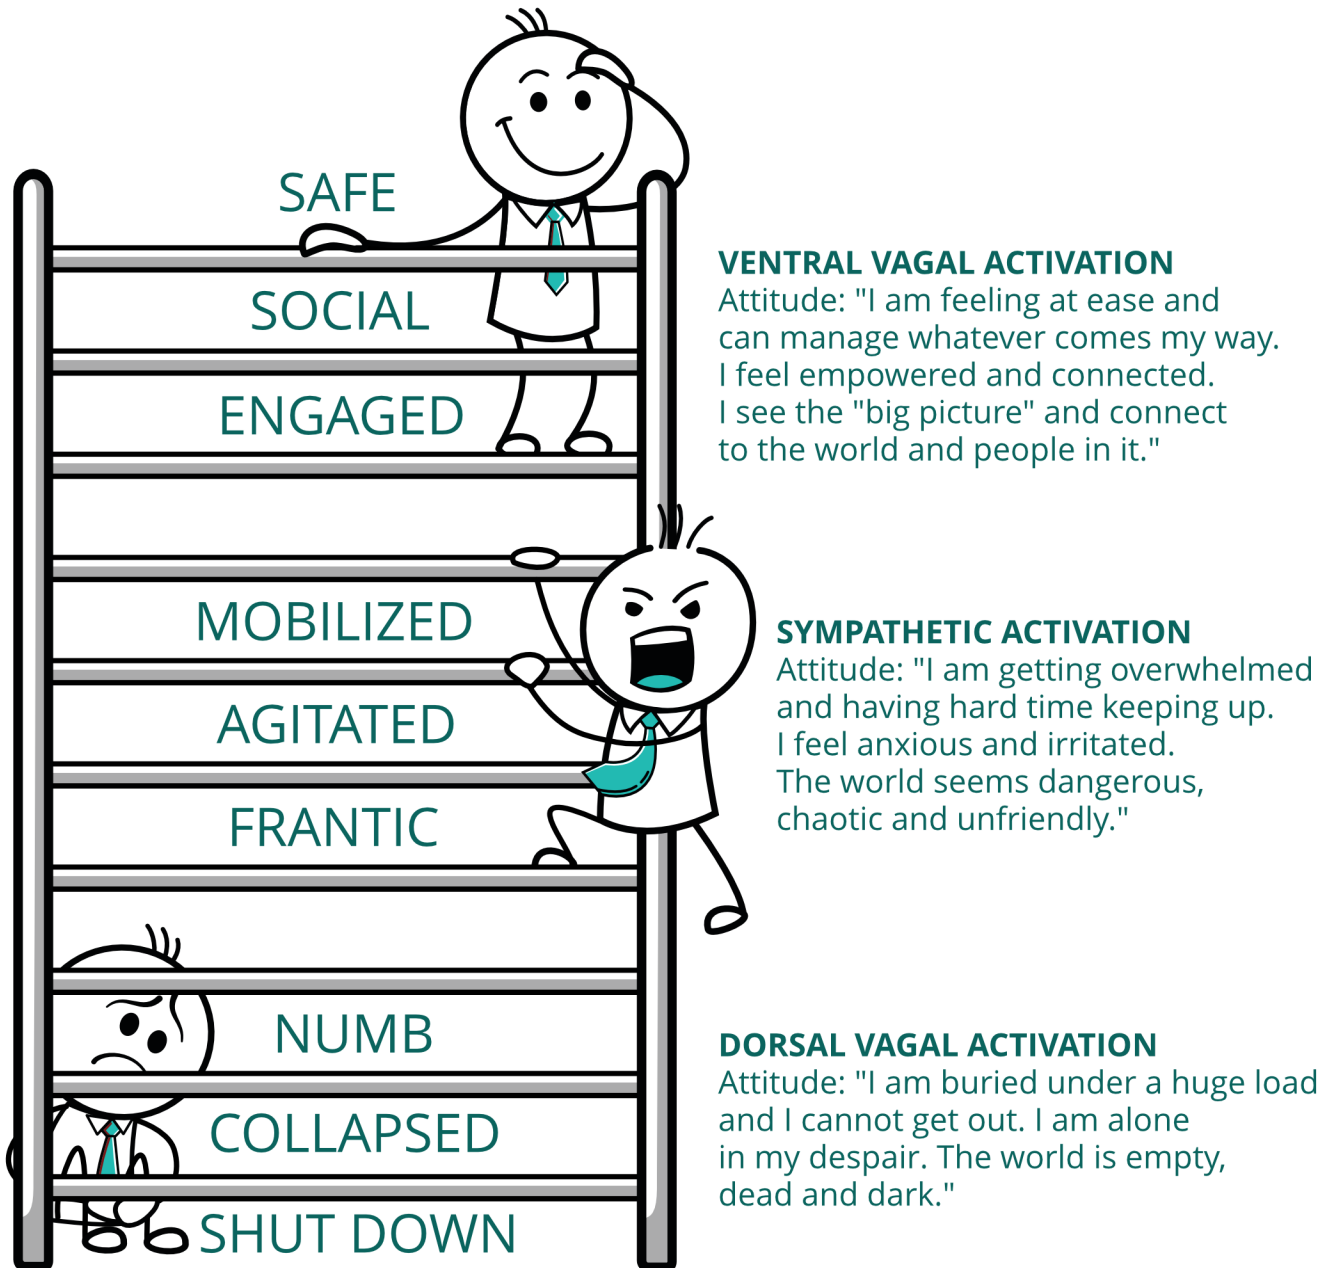 SAFE
SOCIAL
ENGAGED
VENTRAL VAGAL ACTIVATION
Attitude: "I am feeling at ease and
can manage whatever comes my way.
I feel empowered and connected.
I see the "big picture" and connect
to the world and people in it."
MOBILIZED
AGITATED
FRANTIC
SYMPATHETIC ACTIVATION
Attitude: "I am getting overwhelmed
and having hard time keeping up.
I feel anxious and irritated.
The world seems dangerous,
chaotic and unfriendly."
NUMB
COLLAPSED
SHUT DOWN
DORSAL VAGAL ACTIVATION
Attitude: "I am buried under a huge load
and I cannot get out. I am alone
in my despair. The world is empty,
dead and dark."